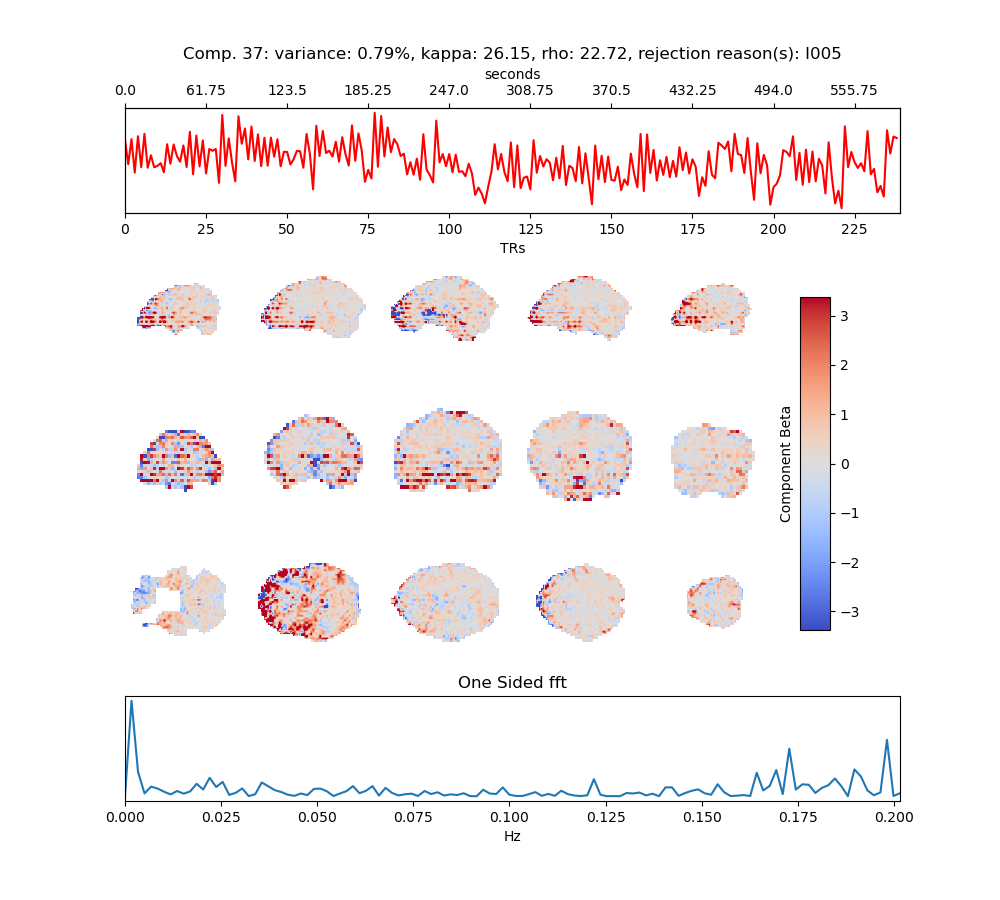 Comp. 37: variance: 0.79%, kappa: 26.15, rho: 22.72, rejection reason(s): I005
seconds
0.0 61.75 123.5 185.25 247.0 308.75 370.5 432.25 494.0 555.75
0 25 50 75 100 125 150 175 200 225
TRs
3
2
1
0
−1
−2
−3
Component Beta
One Sided fft
0.000 0.025 0.050 0.075 0.100 0.125 0.150 0.175 0.200
Hz